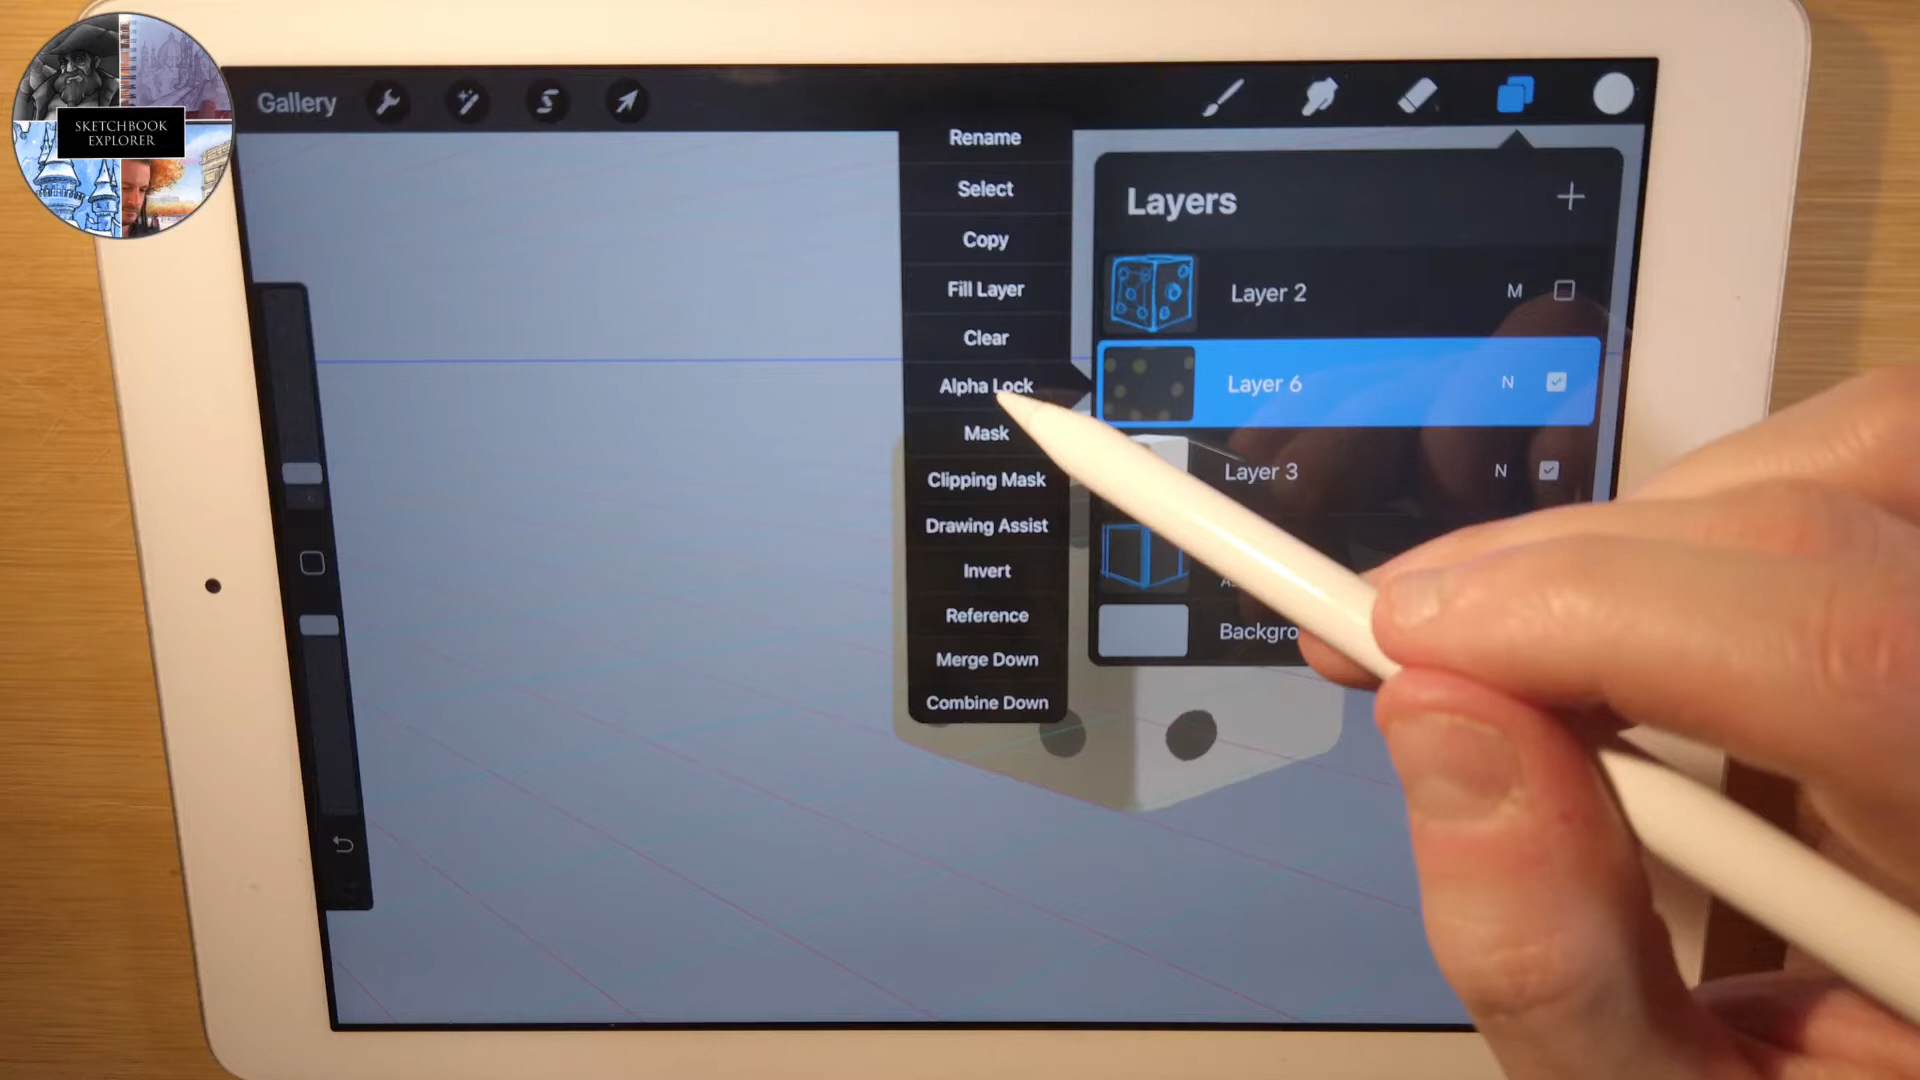 SKETCHBOOK
EXPLORER
Gallery
Rename
Select
Copy
Fill Layer
Clear
Alpha Lock
Mask
Clipping Mask
Drawing Assist
Invert
Reference
Merge Down
Combine Down
Layers
Layer 2 M
Layer 6 N
Layer 3 N
Backgro